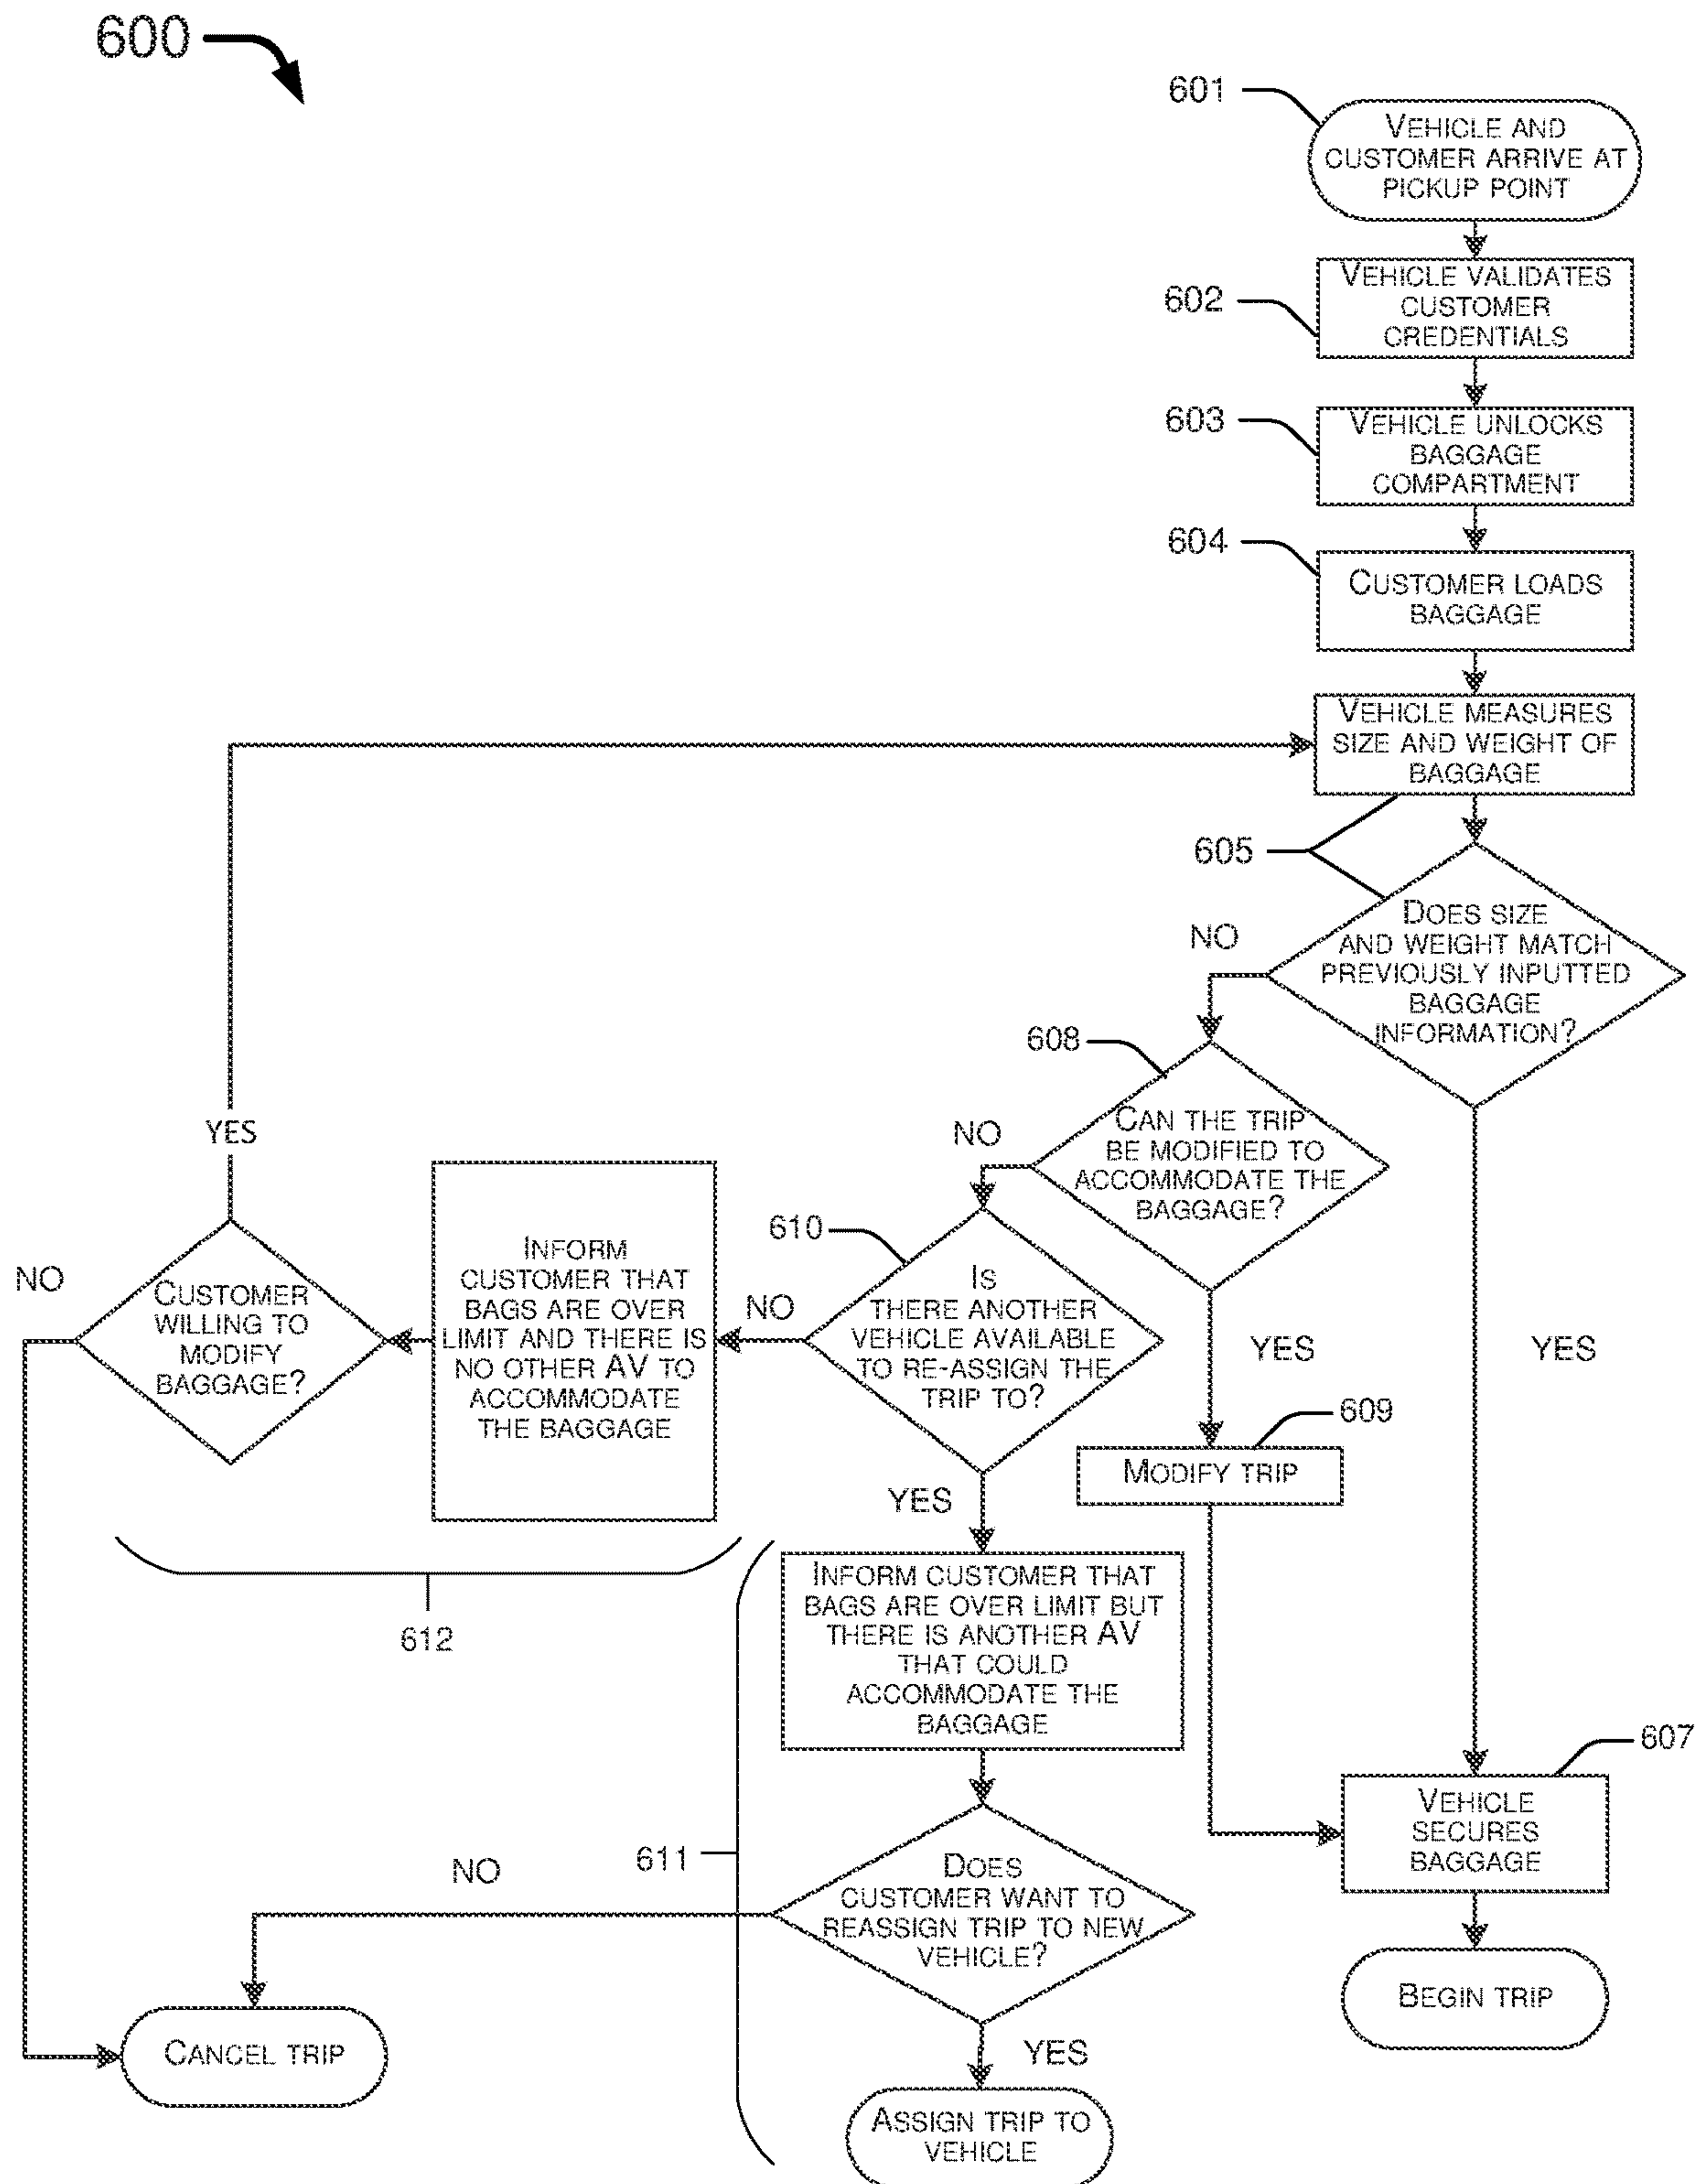 600
601
VEHICLE AND
CUSTOMER ARRIVE AT
PICKUP POINT
602
VEHICLE VALIDATES
CUSTOMER
CREDENTIALS
603
VEHICLE UNLOCKS
BAGGAGE
COMPARTMENT
604
CUSTOMER LOADS
BAGGAGE
VEHICLE MEASURES
SIZE AND WEIGHT OF
BAGGAGE
605
DOES SIZE
AND WEIGHT MATCH
PREVIOUSLY INPUTTED
BAGGAGE
INFORMATION?
NO
YES
608
CAN THE TRIP
BE MODIFIED TO
ACCOMMODATE THE
BAGGAGE?
NO
YES
609
MODIFY TRIP
610
IS
THERE ANOTHER
VEHICLE AVAILABLE
TO RE-ASSIGN THE
TRIP TO?
NO
YES
INFORM
CUSTOMER THAT
BAGS ARE OVER
LIMIT AND THERE IS
NO OTHER AV TO
ACCOMMODATE
THE BAGGAGE
CUSTOMER
WILLING TO
MODIFY
BAGGAGE?
YES
NO
612
INFORM CUSTOMER THAT
BAGS ARE OVER LIMIT BUT
THERE IS ANOTHER AV
THAT COULD
ACCOMMODATE THE
BAGGAGE
611
DOES
CUSTOMER WANT TO
REASSIGN TRIP TO NEW
VEHICLE?
NO
YES
CANCEL TRIP
ASSIGN TRIP TO
VEHICLE
607
VEHICLE
SECURES
BAGGAGE
BEGIN TRIP